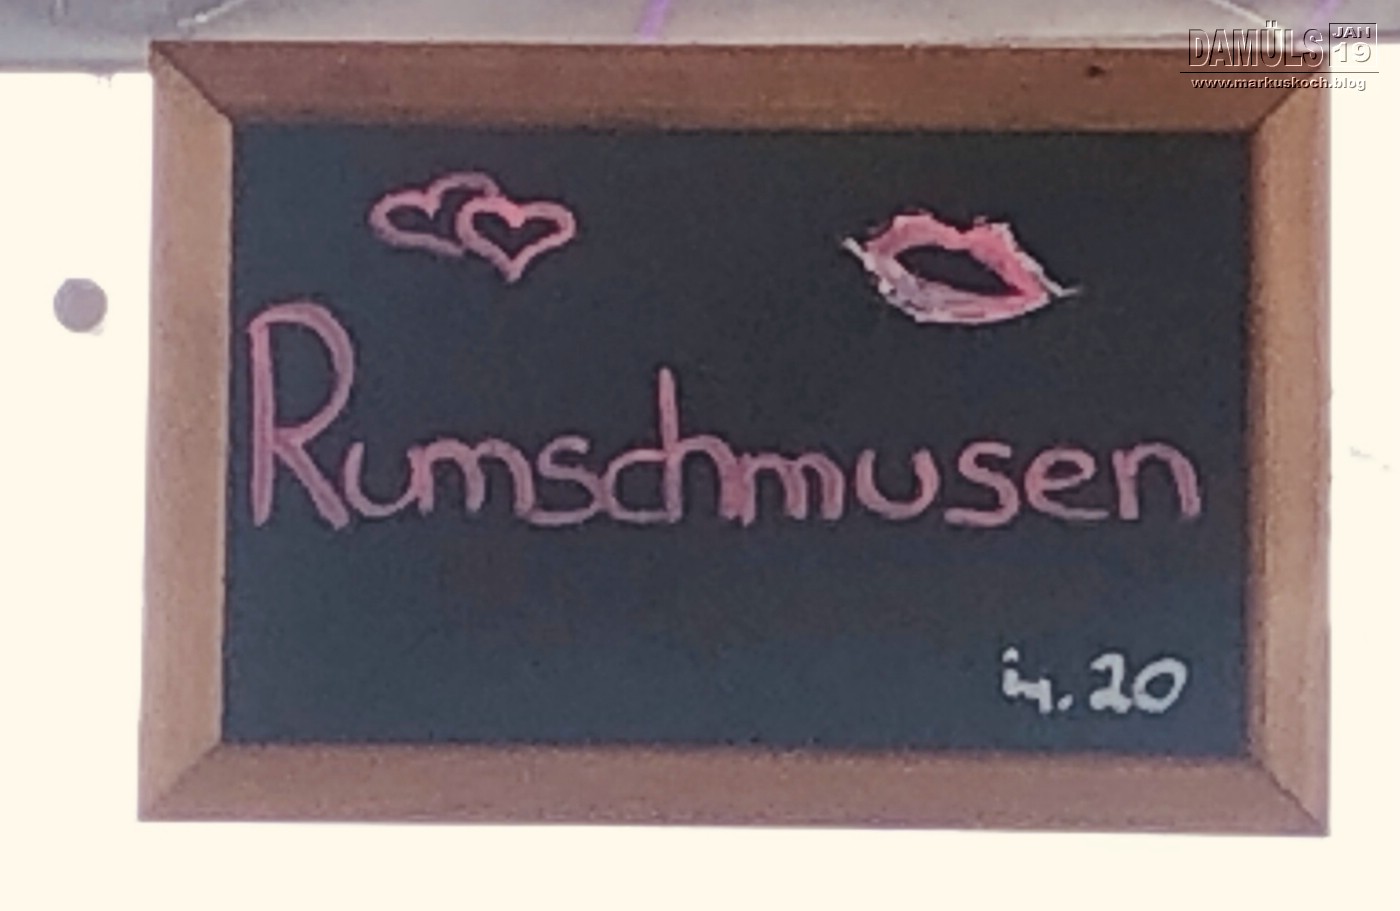 DAMÜLS JAN 19
www.markuskoch.blog
Rumschmusen
4.20